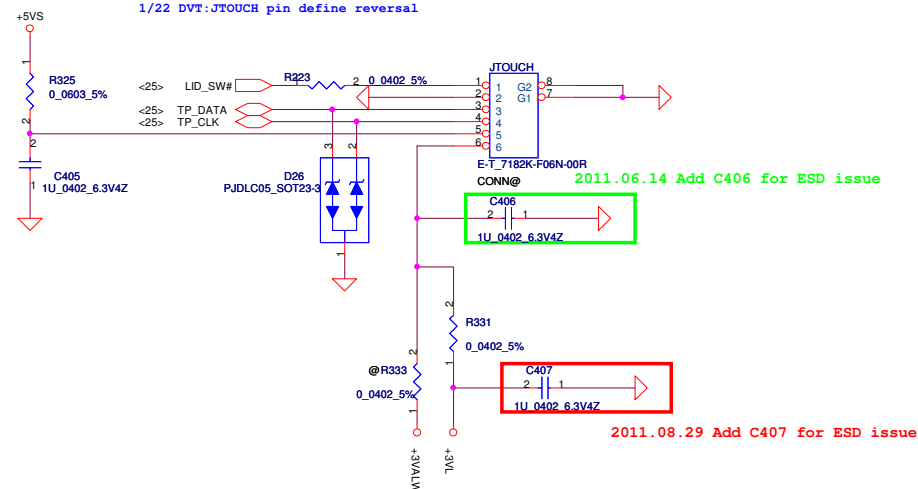 1/22 DVT:JTOUCH pin define reversal
+5VS
1
R325
0_0603_5%
2
2
C405
1
1U_0402_6.3V4Z
<25> LID_SW#
R223
2 0_0402_5%
<25> TP_DATA
<25> TP_CLK
JTOUCH
1 1
2 2
3 3
4 4
5 5
6 6
G2 8
G1 7
E-T_7182K-F06N-00R
CONN@
3 2
D26
PJDLC05_SOT23-3
1
2011.06.14 Add C406 for ESD issue
C406
2 1
1U_0402_6.3V4Z
2
R331
0_0402_5%
1
2
@R333
0_0402_5%
1
C407
2 1
1U_0402_6.3V4Z
2011.08.29 Add C407 for ESD issue
+3VALW
+3VL